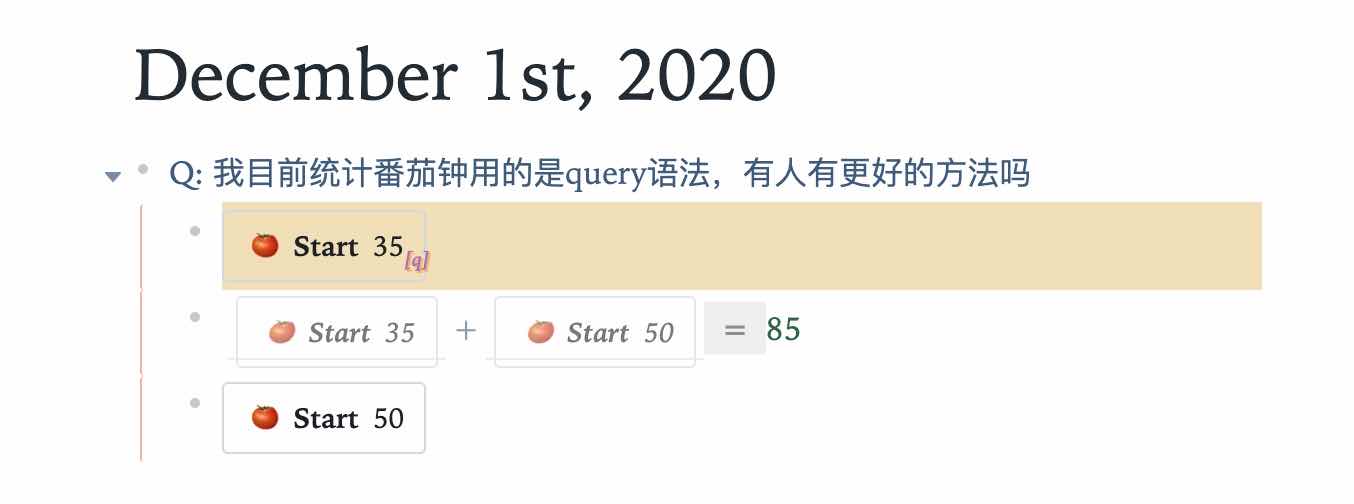 December 1st, 2020
Q: 我目前统计番茄钟用的是query语法，有人有更好的方法吗
🍅 Start 35 [q]
🍅 Start 35 + 🍅 Start 50 = 85
🍅 Start 50